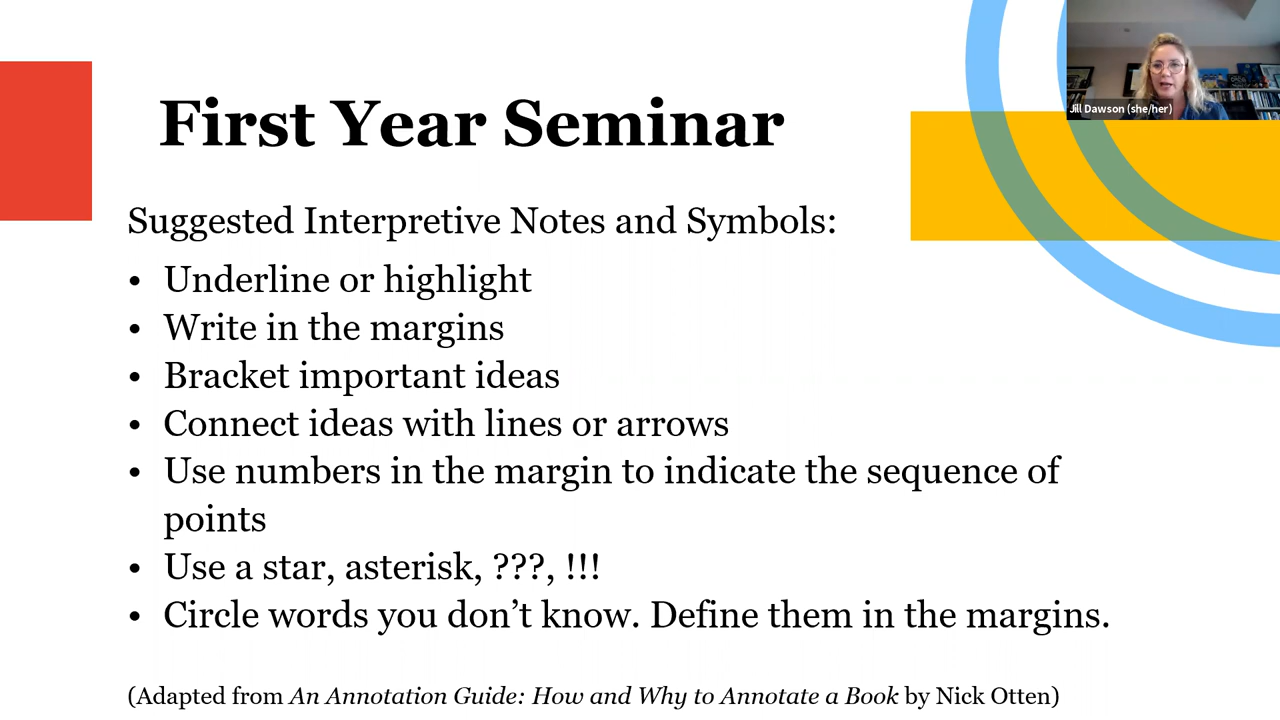 First Year Seminar
Jill Dawson (she/her)
Suggested Interpretive Notes and Symbols:
• Underline or highlight
• Write in the margins
• Bracket important ideas
• Connect ideas with lines or arrows
• Use numbers in the margin to indicate the sequence of
points
• Use a star, asterisk, ???, !!!
• Circle words you don’t know. Define them in the margins.
(Adapted from An Annotation Guide: How and Why to Annotate a Book by Nick Otten)